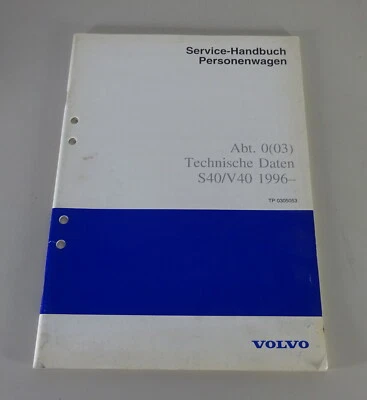 Service-Handbuch
Personenwagen
Abt. 0(03)
Technische Daten
S40/V40 1996–
TP 0305053
VOLVO